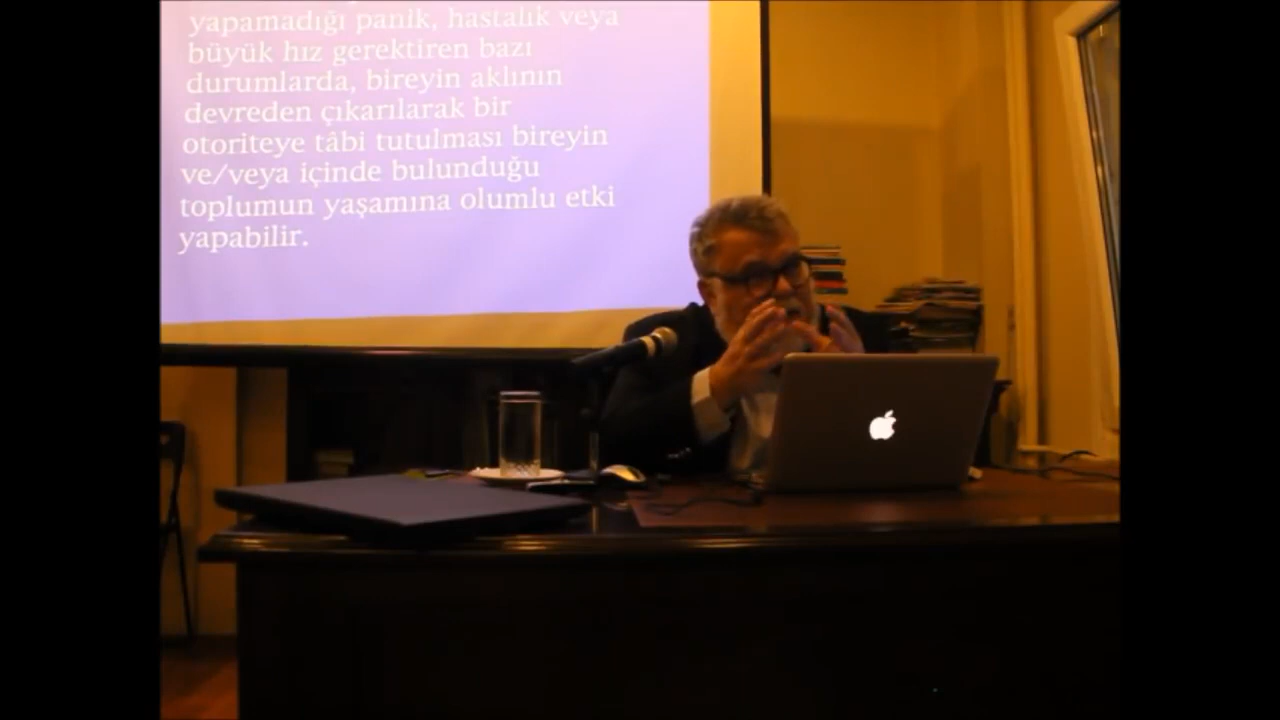 yapamadığı panik, hastalık veya
büyük hız gerektiren bazı
durumlarda, bireyin aklının
devreden çıkarılarak bir
otoriteye tâbi tutulması bireyin
ve/veya içinde bulunduğu
toplumun yaşamına olumlu etki
yapabilir.